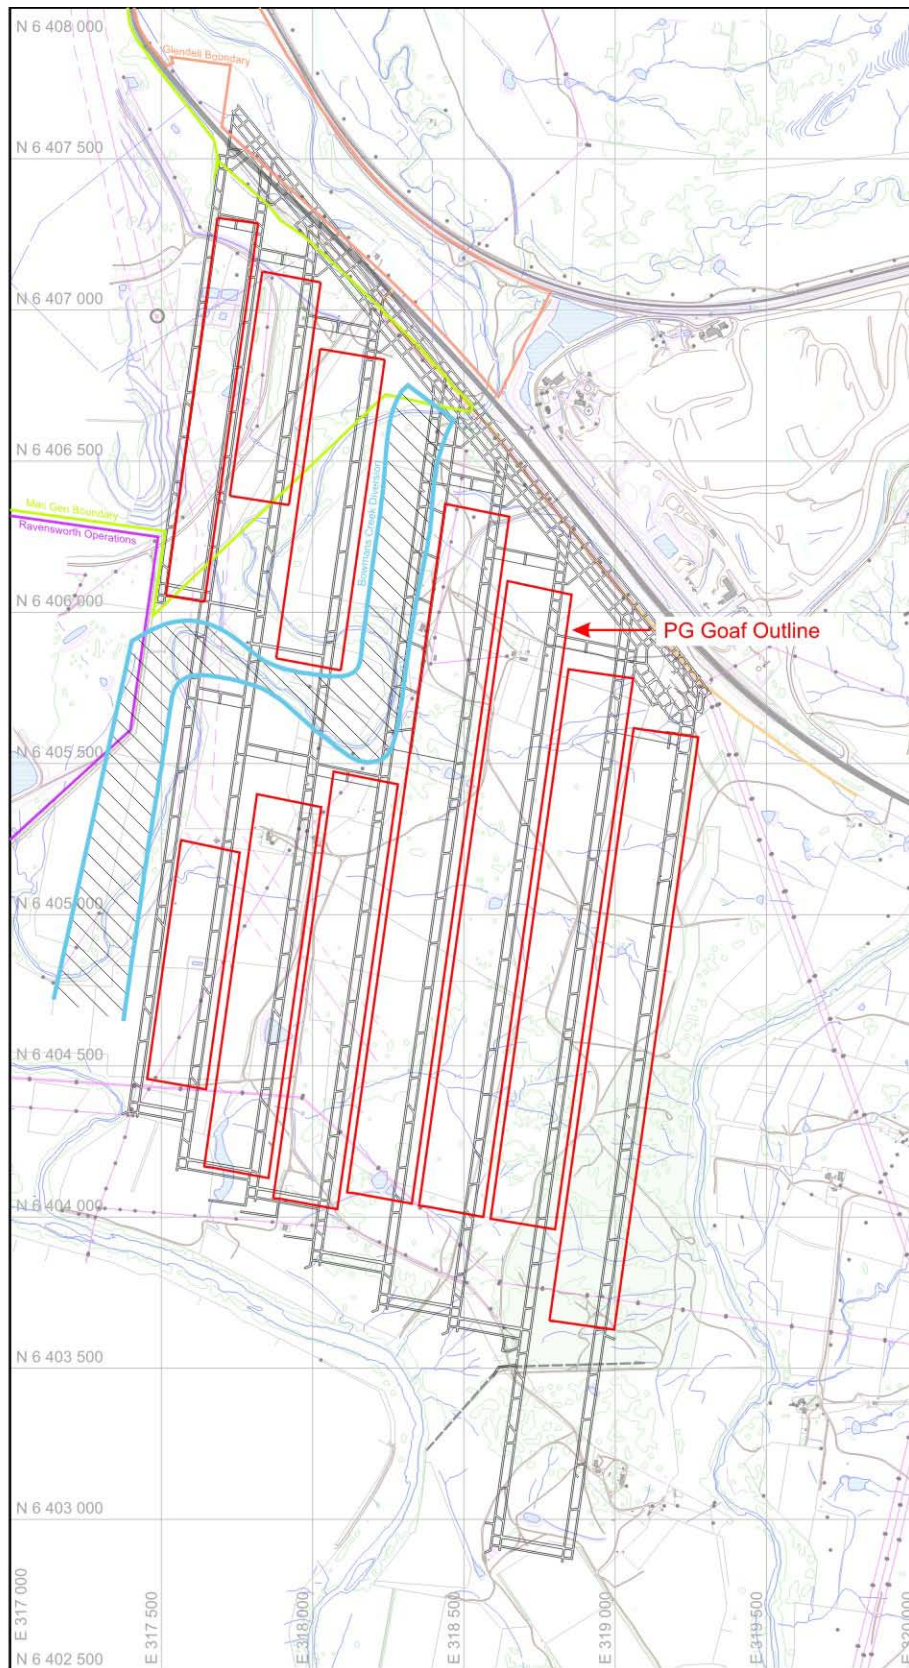 N 6 408 000
Glendell Boundary
N 6 407 500
N 6 407 000
N 6 406 500
Bowmans Creek Diversion
Mac Gen Boundary
Ravensworth Operations
N 6 406 000
PG Goaf Outline
N 6 405 500
N 6 405 000
N 6 404 500
N 6 404 000
N 6 403 500
N 6 403 000
N 6 402 500
E 317 000
E 317 500
E 318 000
E 318 500
E 319 000
E 319 500
E 320 000